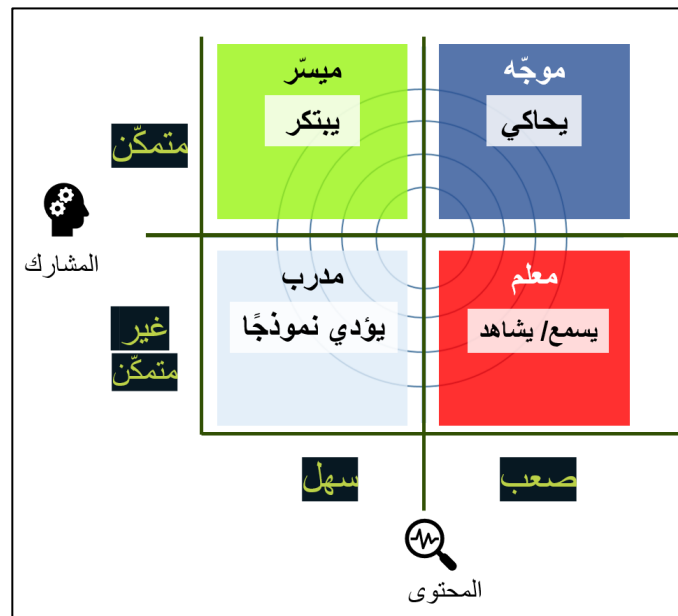 موجّه
يحاكي
ميسّر
يبتكر
متمكّن
المشارك
معلم
يسمع/ يشاهد
مدرب
يؤدي نموذجًا
غير
متمكّن
صعب
سهل
المحتوى